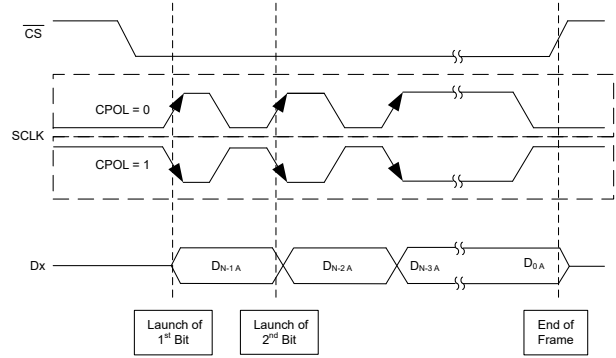 CS
CPOL = 0
SCLK
CPOL = 1
Dx
DN-1 A
DN-2 A
DN-3 A
D0 A
Launch of
1st Bit
Launch of
2nd Bit
End of
Frame